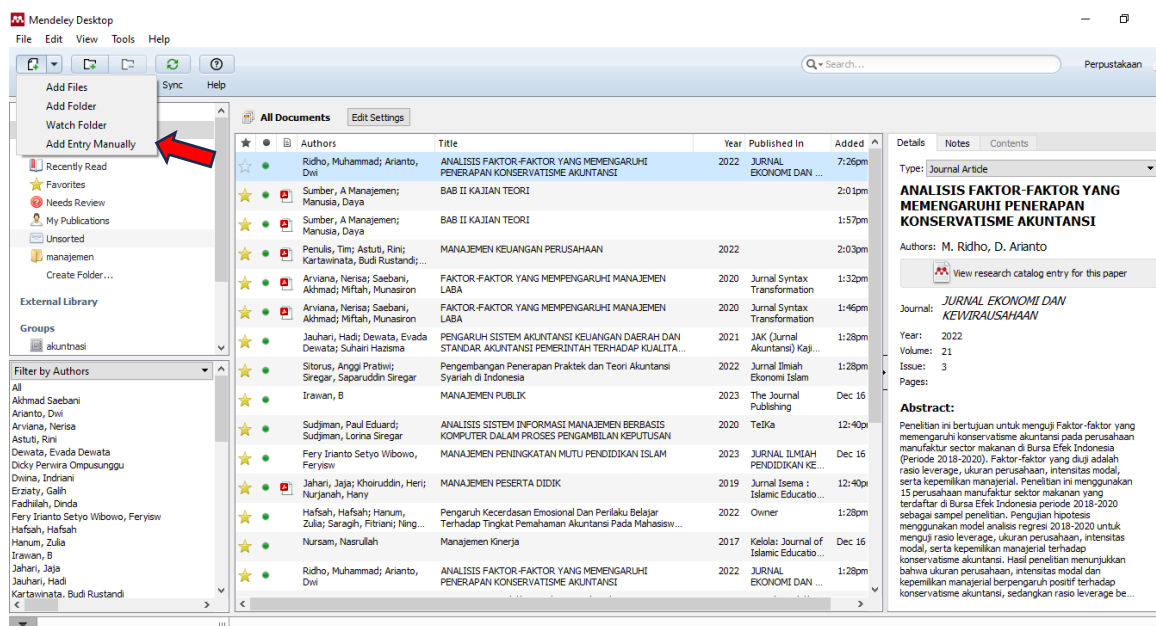 Mendeley Desktop
File Edit View Tools Help
Search...
Perpustakaan
Sync Help
Add Files
Add Folder
Watch Folder
Add Entry Manually
Recently Read
Favorites
Needs Review
My Publications
Unsorted
manajemen
Create Folder...
External Library
Groups
akuntnasi
Filter by Authors
All
Akhmad Saebani
Arianto, Dwi
Arviana, Nerisa
Astuti, Rini
Dewata, Evada Dewata
Dicky Perwira Ompusunggu
Dwina, Indriani
Erziaty, Galih
Fadhiilah, Dinda
Fery Irianto Setyo Wibowo, Feryisw
Hafsah, Hafsah
Hanum, Zulia
Irawan, B
Jahari, Jaja
Jauhari, Hadi
Kartawinata, Budi Rustandi
All Documents Edit Settings
Authors Title Year Published In Added
Ridho, Muhammad; Arianto, ANALISIS FAKTOR-FAKTOR YANG MEMENGARUHI 2022 JURNAL 7:26pm
Dwi PENERAPAN KONSERVATISME AKUNTANSI EKONOMI DAN ...
Sumber, A Manajemen; BAB II KAJIAN TEORI 2:01pm
Manusia, Daya
Sumber, A Manajemen; BAB II KAJIAN TEORI 1:57pm
Manusia, Daya
Penulis, Tim; Astuti, Rini; MANAJEMEN KEUANGAN PERUSAHAAN 2022 2:03pm
Kartawinata, Budi Rustandi;...
Arviana, Nerisa; Saebani, FAKTOR-FAKTOR YANG MEMPENGARUHI MANAJEMEN 2020 Jurnal Syntax 1:32pm
Akhmad; Miftah, Munasiron LABA Transformation
Arviana, Nerisa; Saebani, FAKTOR-FAKTOR YANG MEMPENGARUHI MANAJEMEN 2020 Jurnal Syntax 1:46pm
Akhmad; Miftah, Munasiron LABA Transformation
Jauhari, Hadi; Dewata, Evada PENGARUH SISTEM AKUNTANSI KEUANGAN DAERAH DAN 2021 JAK (Jurnal 1:28pm
Dewata; Suhairi Hazisma STANDAR AKUNTANSI PEMERINTAH TERHADAP KUALITA... Akuntansi) Kaji...
Sitorus, Anggi Pratiwi; Pengembangan Penerapan Praktek dan Teori Akuntansi 2022 Jurnal Ilmiah 1:28pm
Siregar, Saparuddin Siregar Syariah di Indonesia Ekonomi Islam
Irawan, B MANAJEMEN PUBLIK 2023 The Journal Dec 16
Publishing
Sudjiman, Paul Eduard; ANALISIS SISTEM INFORMASI MANAJEMEN BERBASIS 2020 TeIKa 12:40p
Sudjiman, Lorina Siregar KOMPUTER DALAM PROSES PENGAMBILAN KEPUTUSAN
Fery Irianto Setyo Wibowo, MANAJEMEN PENINGKATAN MUTU PENDIDIKAN ISLAM 2023 JURNAL ILMIAH Dec 16
Feryisw PENDIDIKAN KE...
Jahari, Jaja; Khoiruddin, Heri; MANAJEMEN PESERTA DIDIK 2019 Jurnal Isema : 12:40p
Nurjanah, Hany Islamic Educatio...
Hafsah, Hafsah; Hanum, Pengaruh Kecerdasan Emosional Dan Perilaku Belajar 2022 Owner 1:28pm
Zulia; Saragih, Fitriani; Ning... Terhadap Tingkat Pemahaman Akuntansi Pada Mahasisw...
Nursam, Nasrullah Manajemen Kinerja 2017 Kelola: Journal of Dec 16
Islamic Educatio...
Ridho, Muhammad; Arianto, ANALISIS FAKTOR-FAKTOR YANG MEMENGARUHI 2022 JURNAL 1:28pm
Dwi PENERAPAN KONSERVATISME AKUNTANSI EKONOMI DAN ...
Details Notes Contents
Type: Journal Article
ANALISIS FAKTOR-FAKTOR YANG
MEMENGARUHI PENERAPAN
KONSERVATISME AKUNTANSI
Authors: M. Ridho, D. Arianto
View research catalog entry for this paper
Journal: JURNAL EKONOMI DAN
KEWIRAUSAHAAN
Year: 2022
Volume: 21
Issue: 3
Pages:
Abstract:
Penelitian ini bertujuan untuk menguji Faktor-faktor yang
memengaruhi konservatisme akuntansi pada perusahaan
manufaktur sector makanan di Bursa Efek Indonesia
(Periode 2018-2020). Faktor-faktor yang diuji adalah
rasio leverage, ukuran perusahaan, intensitas modal,
serta kepemilikan manajerial. Penelitian ini menggunakan
15 perusahaan manufaktur sektor makanan yang
terdaftar di Bursa Efek Indonesia periode 2018-2020
sebagai sampel penelitian. Pengujian hipotesis
menggunakan model analisis regresi 2018-2020 untuk
menguji rasio leverage, ukuran perusahaan, intensitas
modal, serta kepemilikan manajerial terhadap
konservatisme akuntansi. Hasil penelitian menunjukkan
bahwa ukuran perusahaan, intensitas modal dan
kepemilikan manajerial berpengaruh positif terhadap
konservatisme akuntansi, sedangkan rasio leverage be...